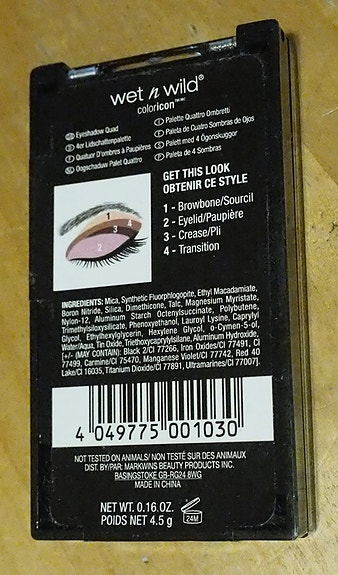 wet n wild®
coloricon™
EN Eyeshadow Quad
4er Lidschattenpalette
Quatuor D'ombres à Paupières
Oogschaduw Palet Quattro
Palette Quattro Ombretti
Paleta de Cuatro Sombras de Ojos
Palett med 4 Ögonskuggor
Paleta de 4 Sombras
GET THIS LOOK
OBTENIR CE STYLE
1 - Browbone/Sourcil
2 - Eyelid/Paupière
3 - Crease/Pli
4 - Transition
1
4
3
2
INGREDIENTS: Mica, Synthetic Fluorphlogopite, Ethyl Macadamiate,
Boron Nitride, Silica, Dimethicone, Talc, Magnesium Myristate,
Nylon-12, Aluminum Starch Octenylsuccinate, Polybutene,
Trimethylsiloxysilicate, Phenoxyethanol, Lauroyl Lysine, Caprylyl
Glycol, Ethylhexylglycerin, Hexylene Glycol, o-Cymen-5-ol,
Water/Aqua, Tin Oxide, Triethoxycaprylylsilane, Aluminum Hydroxide.
[+/- (MAY CONTAIN): Black 2/CI 77266, Iron Oxides/CI 77491, CI
77499, Carmine/CI 75470, Manganese Violet/CI 77742, Red 40
Lake/CI 16035, Titanium Dioxide/CI 77891, Ultramarines/CI 77007].
4 049775 001030
NOT TESTED ON ANIMALS/ NON TESTÉ SUR DES ANIMAUX
DIST. BY/PAR: MARKWINS BEAUTY PRODUCTS INC.
BASINGSTOKE GB-RG24 8WG
MADE IN CHINA
NET WT. 0.16 OZ.
POIDS NET 4.5 g
24M